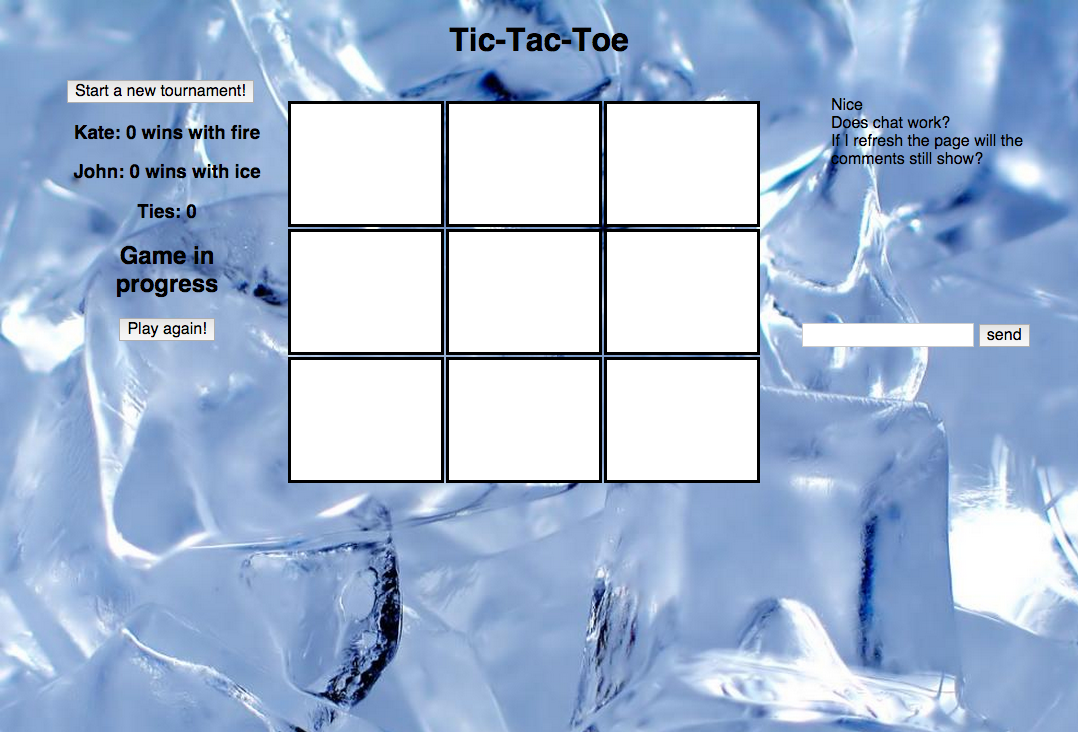 Tic-Tac-Toe
Start a new tournament!
Kate: 0 wins with fire
John: 0 wins with ice
Ties: 0
Game in
progress
Play again!
Nice
Does chat work?
If I refresh the page will the
comments still show?
send